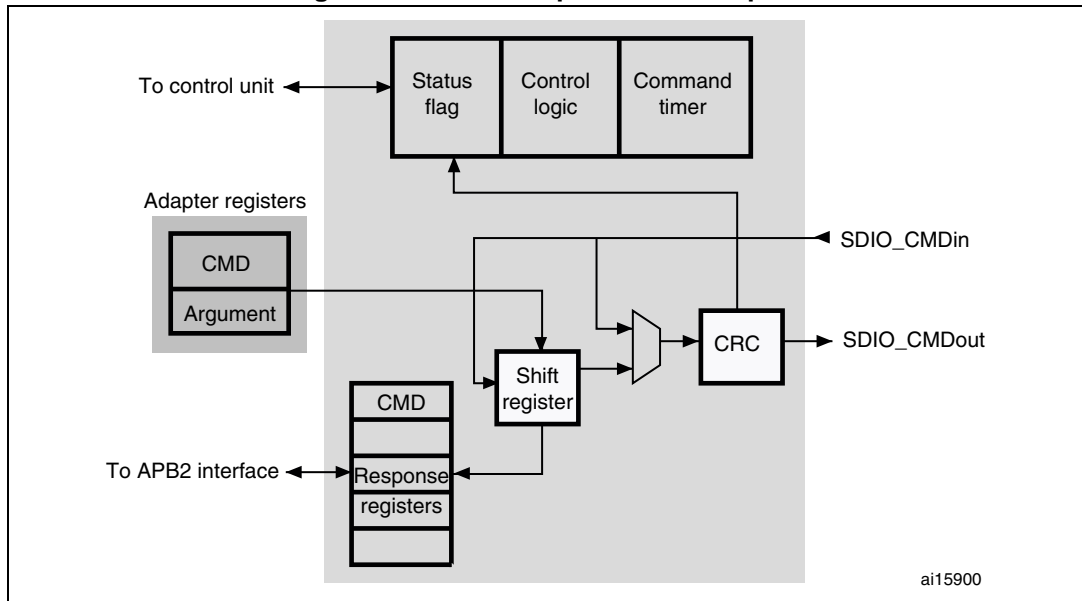 To control unit
Status flag
Control logic
Command timer
Adapter registers
CMD
Argument
SDIO_CMDin
CRC
SDIO_CMDout
Shift register
CMD
To APB2 interface
Response
registers
ai15900